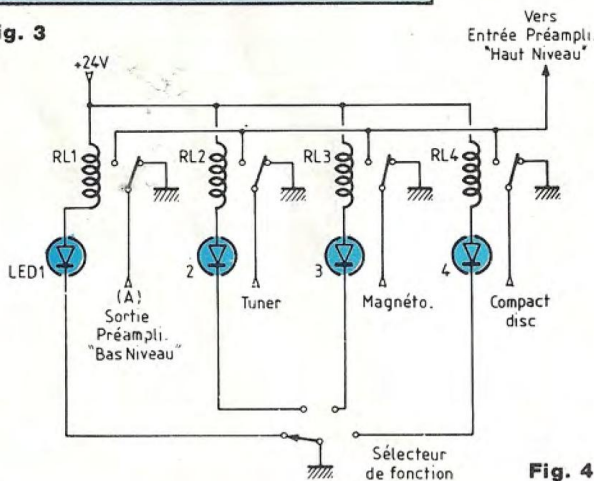 ig. 3
+24V
Vers
Entrée Préampli.
"Haut Niveau"
RL1
RL2
RL3
RL4
LED1
2
3
4
(A)
Sortie
Préampli.
"Bas Niveau"
Tuner
Magnéto.
Compact
disc
Sélecteur
de fonction
Fig. 4